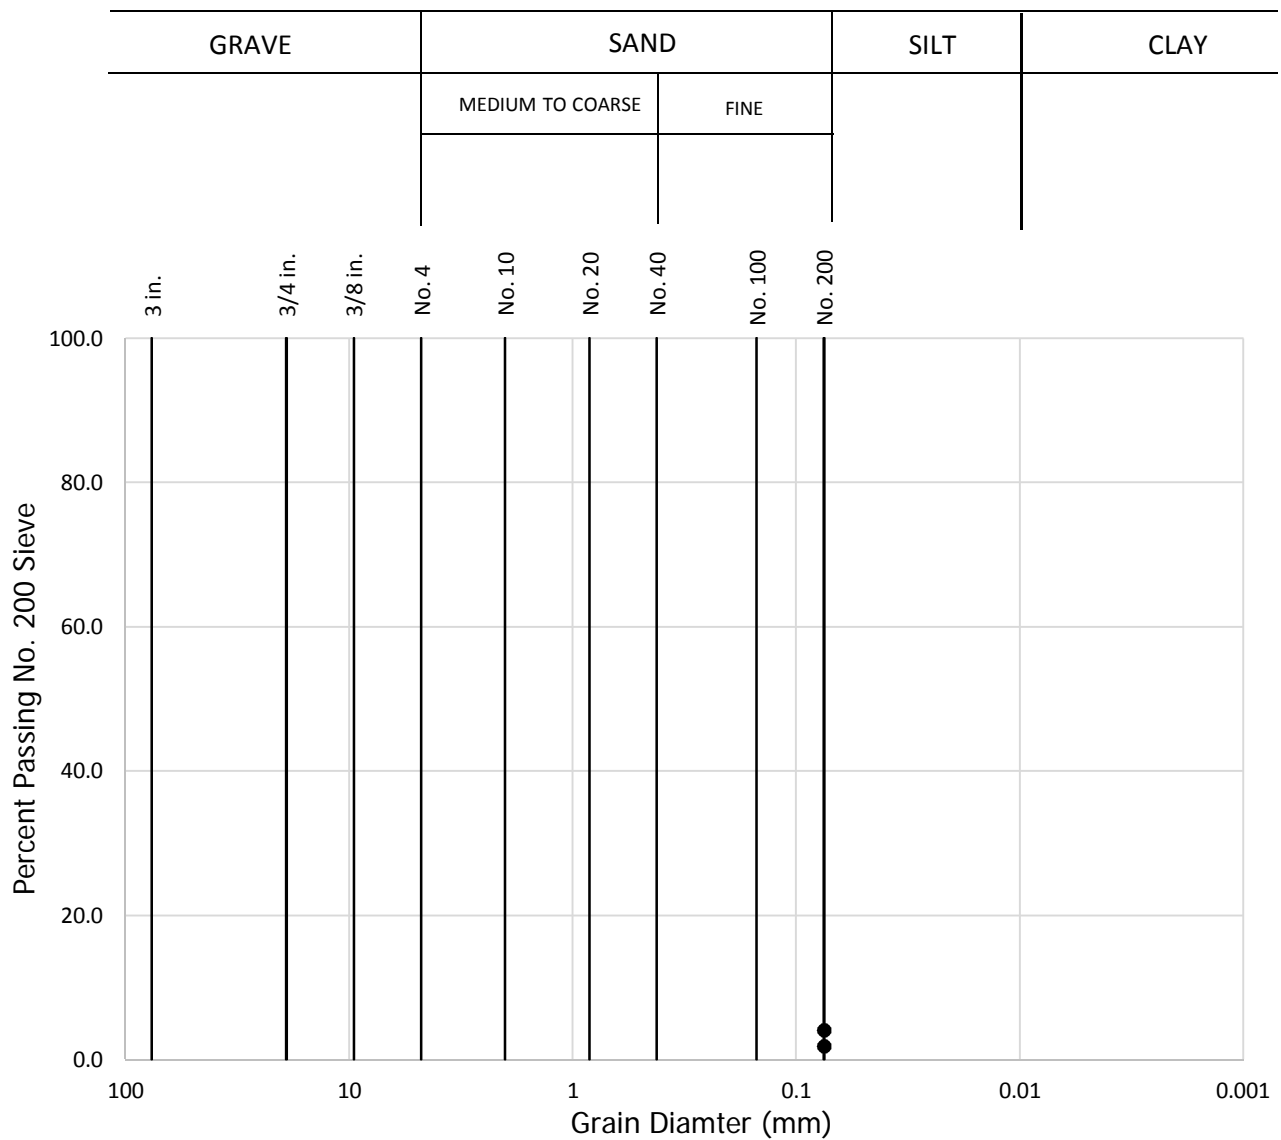 GRAVE SAND SILT CLAY
MEDIUM TO COARSE FINE
3 in. 3/4 in. 3/8 in. No. 4 No. 10 No. 20 No. 40 No. 100 No. 200
100.0
80.0
60.0
40.0
20.0
0.0
Percent Passing No. 200 Sieve
100 10 1 0.1 0.01 0.001
Grain Diamter (mm)